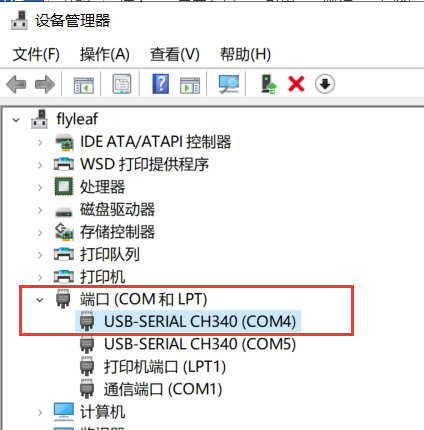 设备管理器
文件(F) 操作(A) 查看(V) 帮助(H)
flyleaf
IDE ATA/ATAPI 控制器
WSD 打印提供程序
处理器
磁盘驱动器
存储控制器
打印队列
打印机
端口 (COM 和 LPT)
USB-SERIAL CH340 (COM4)
USB-SERIAL CH340 (COM5)
打印机端口 (LPT1)
通信端口 (COM1)
计算机